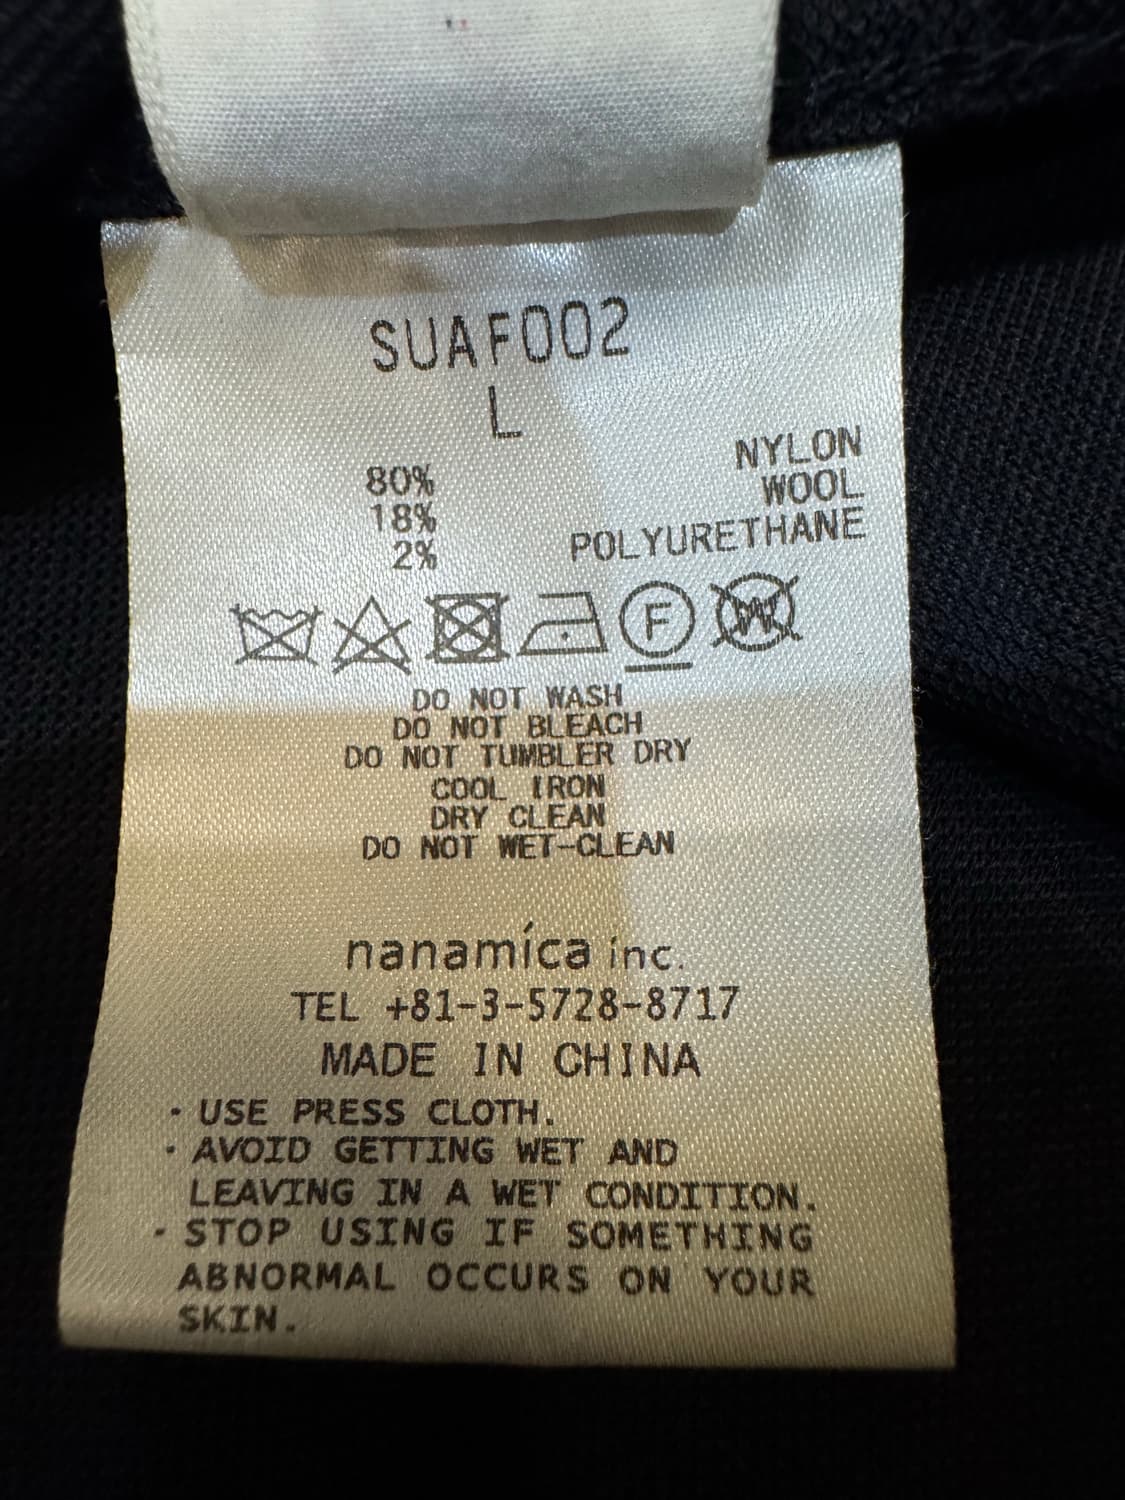 SUAF002
L
80% NYLON
18% WOOL
2% POLYURETHANE
F W
DO NOT WASH
DO NOT BLEACH
DO NOT TUMBLER DRY
COOL IRON
DRY CLEAN
DO NOT WET-CLEAN
nanamica inc.
TEL +81-3-5728-8717
MADE IN CHINA
・USE PRESS CLOTH.
・AVOID GETTING WET AND
LEAVING IN A WET CONDITION.
・STOP USING IF SOMETHING
ABNORMAL OCCURS ON YOUR
SKIN.